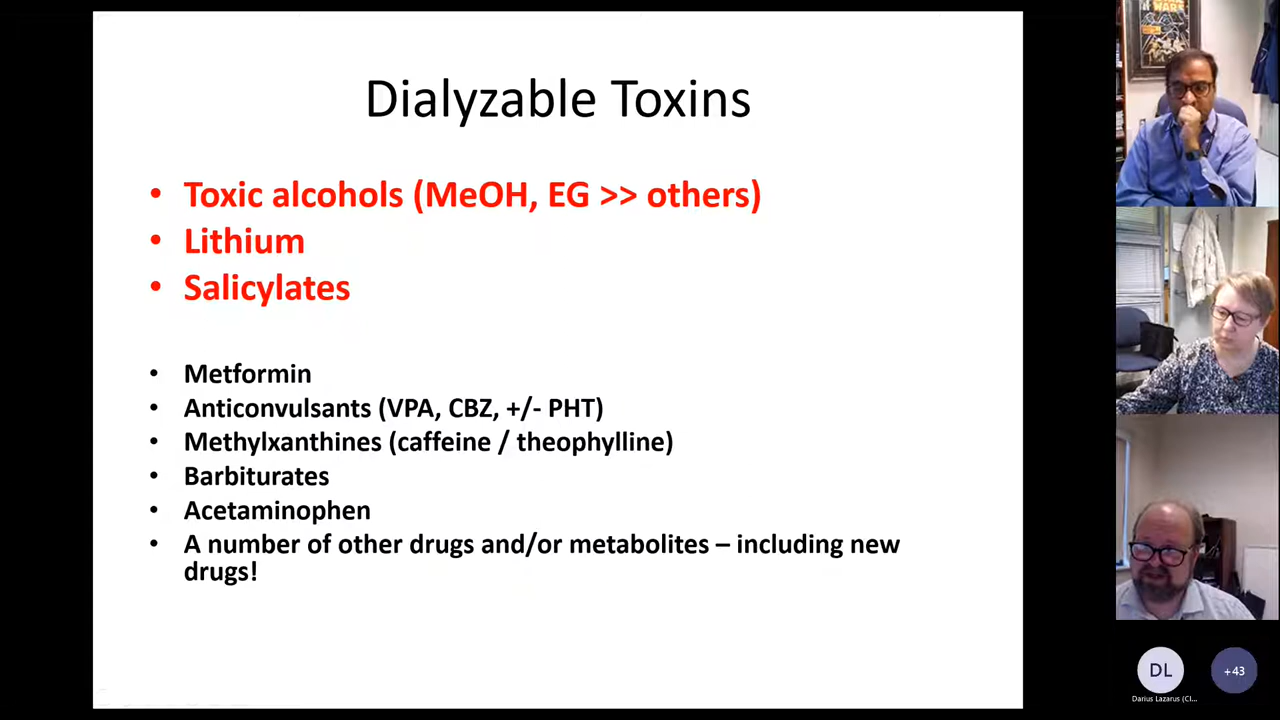 Dialyzable Toxins
• Toxic alcohols (MeOH, EG >> others)
• Lithium
• Salicylates
• Metformin
• Anticonvulsants (VPA, CBZ, +/- PHT)
• Methylxanthines (caffeine / theophylline)
• Barbiturates
• Acetaminophen
• A number of other drugs and/or metabolites – including new
drugs!
WARS
DL
+43
Darius Lazarus (Cl...